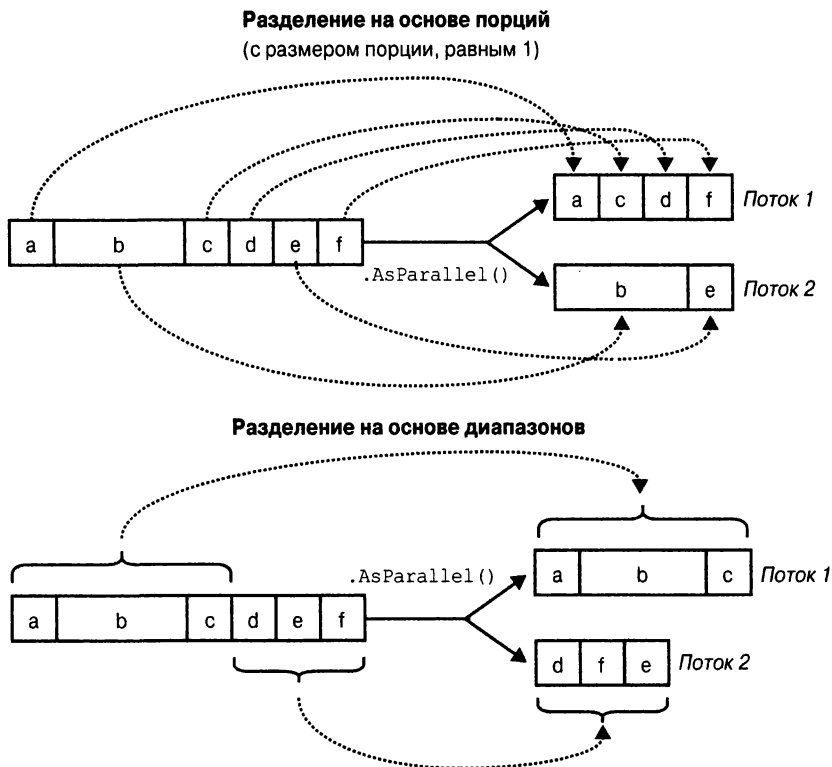 Разделение на основе порций
(с размером порции, равным 1)
a c d f Поток 1
a b c d e f
.AsParallel()
b e Поток 2
Разделение на основе диапазонов
.AsParallel()
a b c Поток 1
a b c d e f
d f e Поток 2